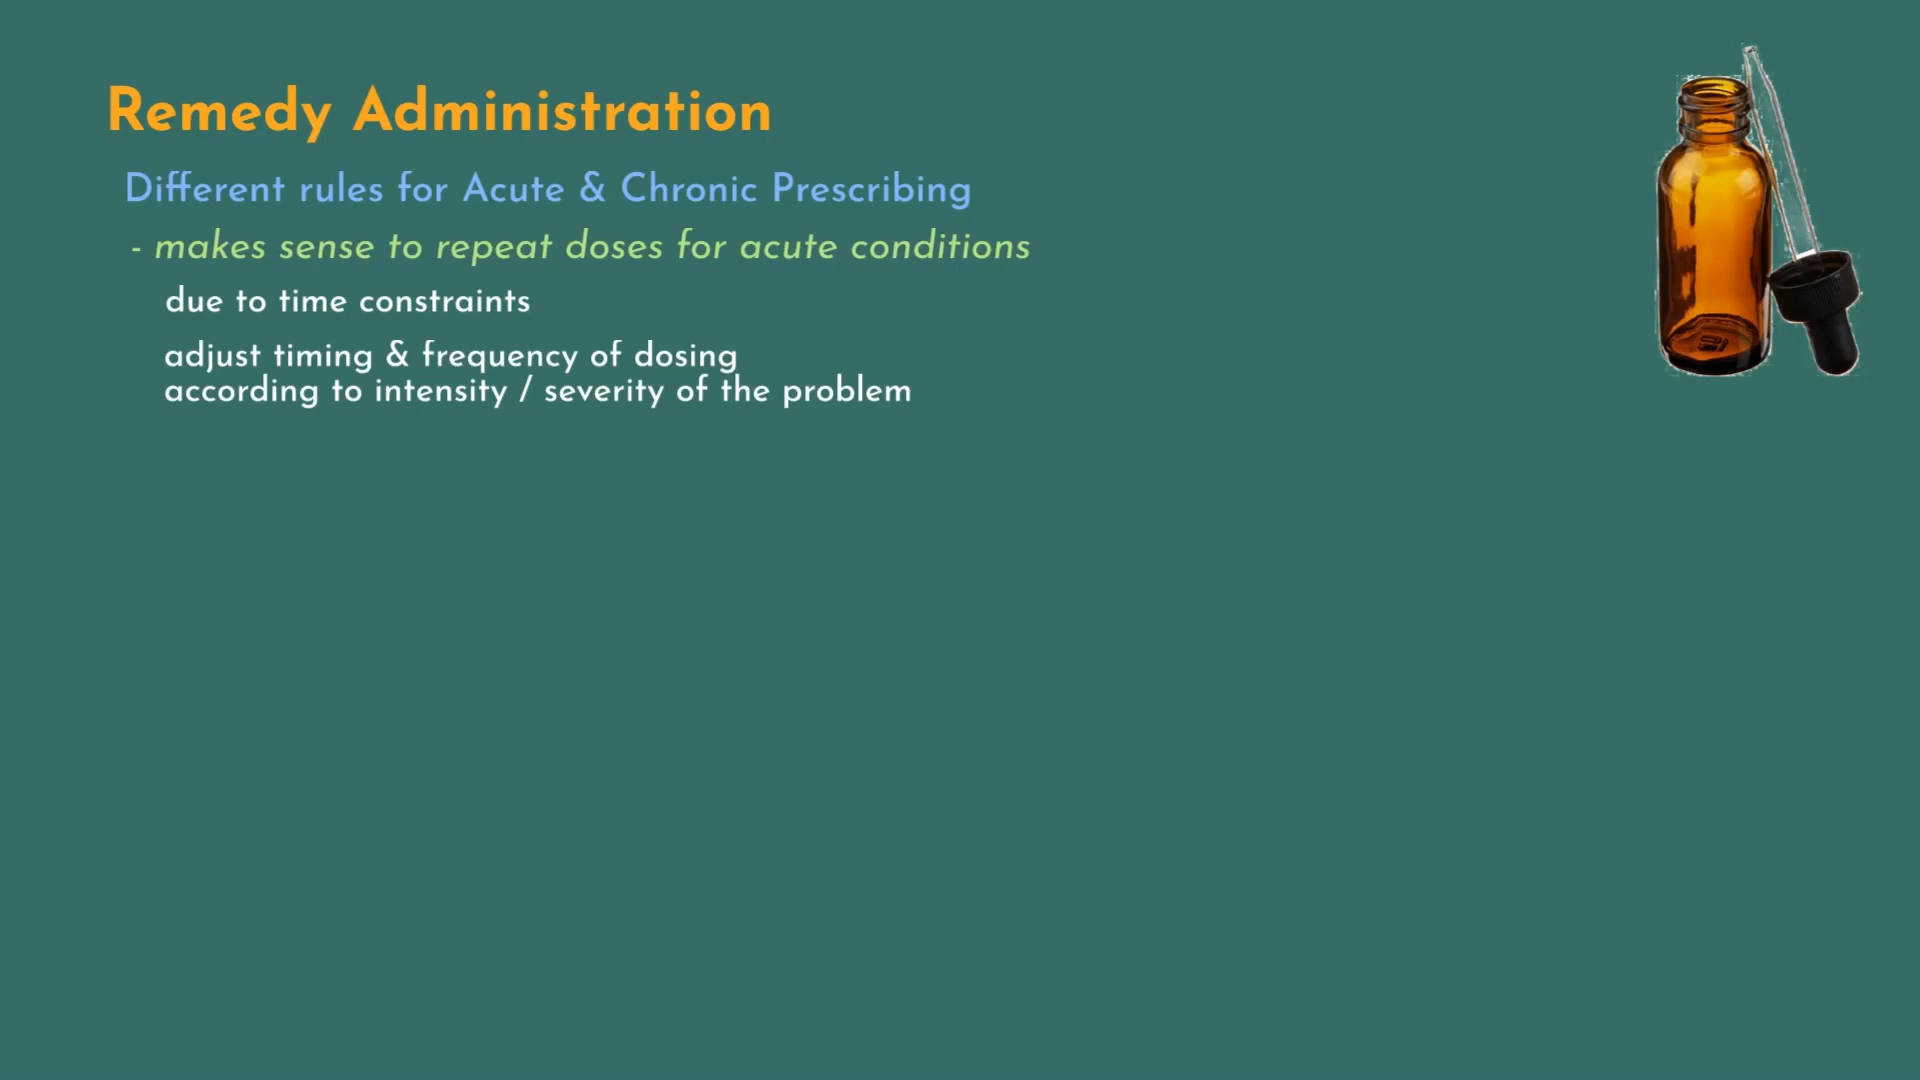 Remedy Administration
Different rules for Acute & Chronic Prescribing
- makes sense to repeat doses for acute conditions
due to time constraints
adjust timing & frequency of dosing
according to intensity / severity of the problem